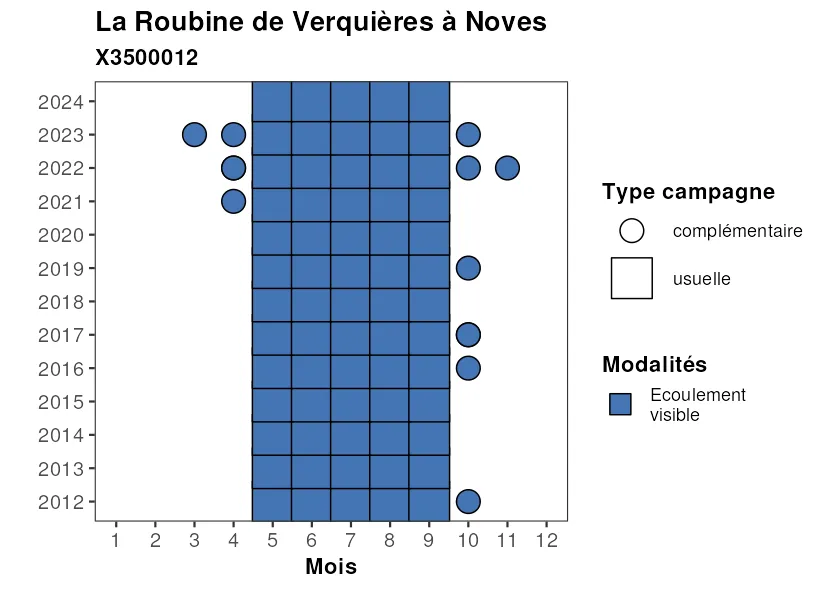 La Roubine de Verquières à Noves
X3500012
2024
2023
2022
2021
2020
2019
2018
2017
2016
2015
2014
2013
2012
1 2 3 4 5 6 7 8 9 10 11 12
Mois
Type campagne
complémentaire
usuelle
Modalités
Ecoulement
visible